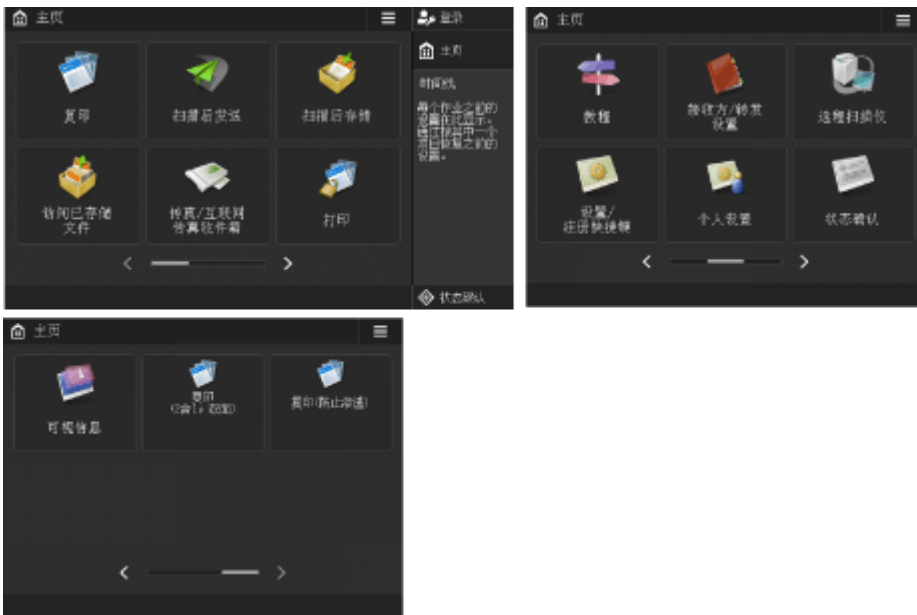 主页
登录
主页
时间线
每个作业之前的
设置在此显示。
通过按其中一个
项目恢复之前的
设置。
复印
扫描后发送
扫描后存储
访问已存储
文件
传真/互联网
传真收件箱
打印
状态确认
主页
教程
接收方/转发
设置
远程扫描仪
设置/
注册快捷键
个人设置
状态确认
主页
可视信息
复印
(2合1> 双面)
复印(防止渗透)